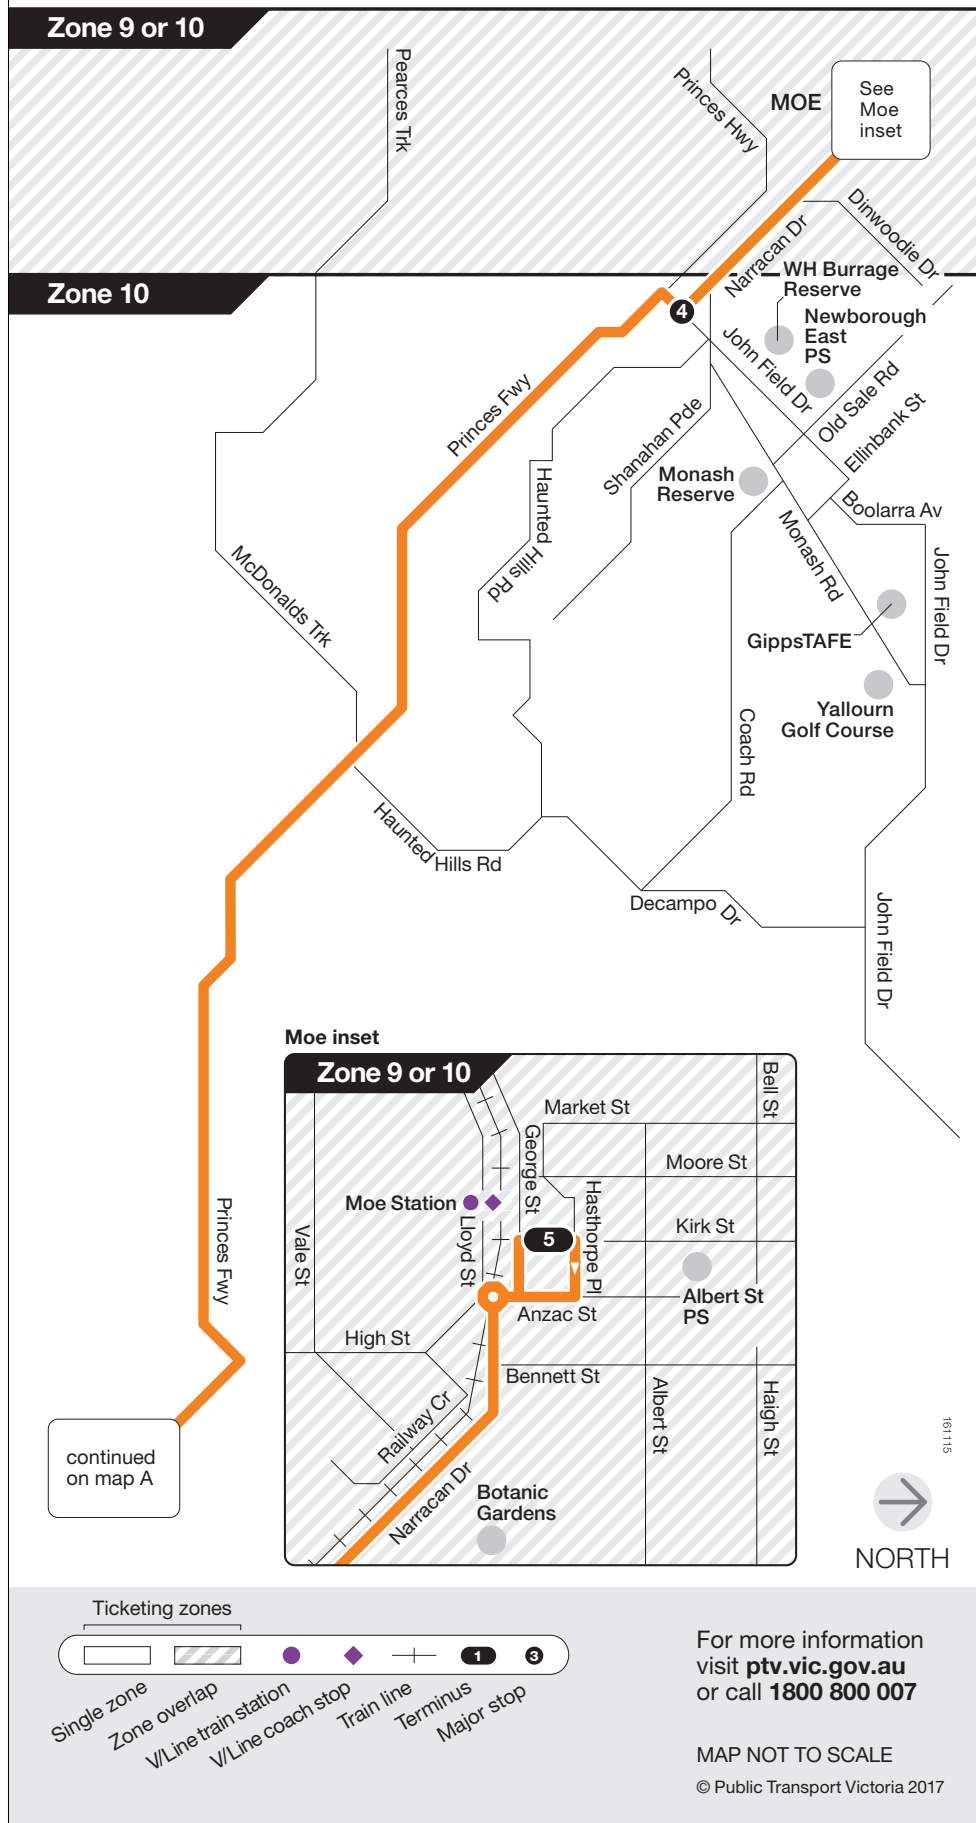 Zone 9 or 10
Pearces Trk
Princes Hwy
MOE
See
Moe
inset
Dinwoodie Dr
Narracan Dr
Zone 10
WH Burrage
Reserve
4
Newborough
East
PS
John Field Dr
Old Sale Rd
Ellinbank St
Princes Fwy
Shanahan Pde
Haunted
Hills Rd
Monash
Reserve
Boolarra Av
Monash Rd
McDonalds Trk
John Field Dr
GippsTAFE
Yallourn
Golf Course
Coach Rd
Haunted
Hills Rd
Decampo Dr
John Field Dr
Princes Fwy
continued
on map A
Moe inset
Zone 9 or 10
Bell St
Market St
George St
Moore St
Moe Station
Hasthorpe Pl
Lloyd St
Vale St
Kirk St
5
Albert St
PS
Anzac St
High St
Bennett St
Albert St
Haigh St
Railway Cr
Narracan Dr
Botanic
Gardens
161115
NORTH
Ticketing zones
1
3
Single zone
Zone overlap
V/Line train station
V/Line coach stop
Train line
Terminus
Major stop
For more information
visit ptv.vic.gov.au
or call 1800 800 007
MAP NOT TO SCALE
© Public Transport Victoria 2017